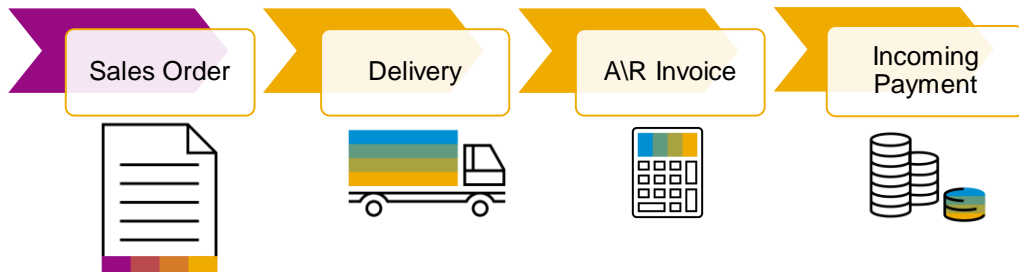 Sales Order
Delivery
A\R Invoice
Incoming
Payment